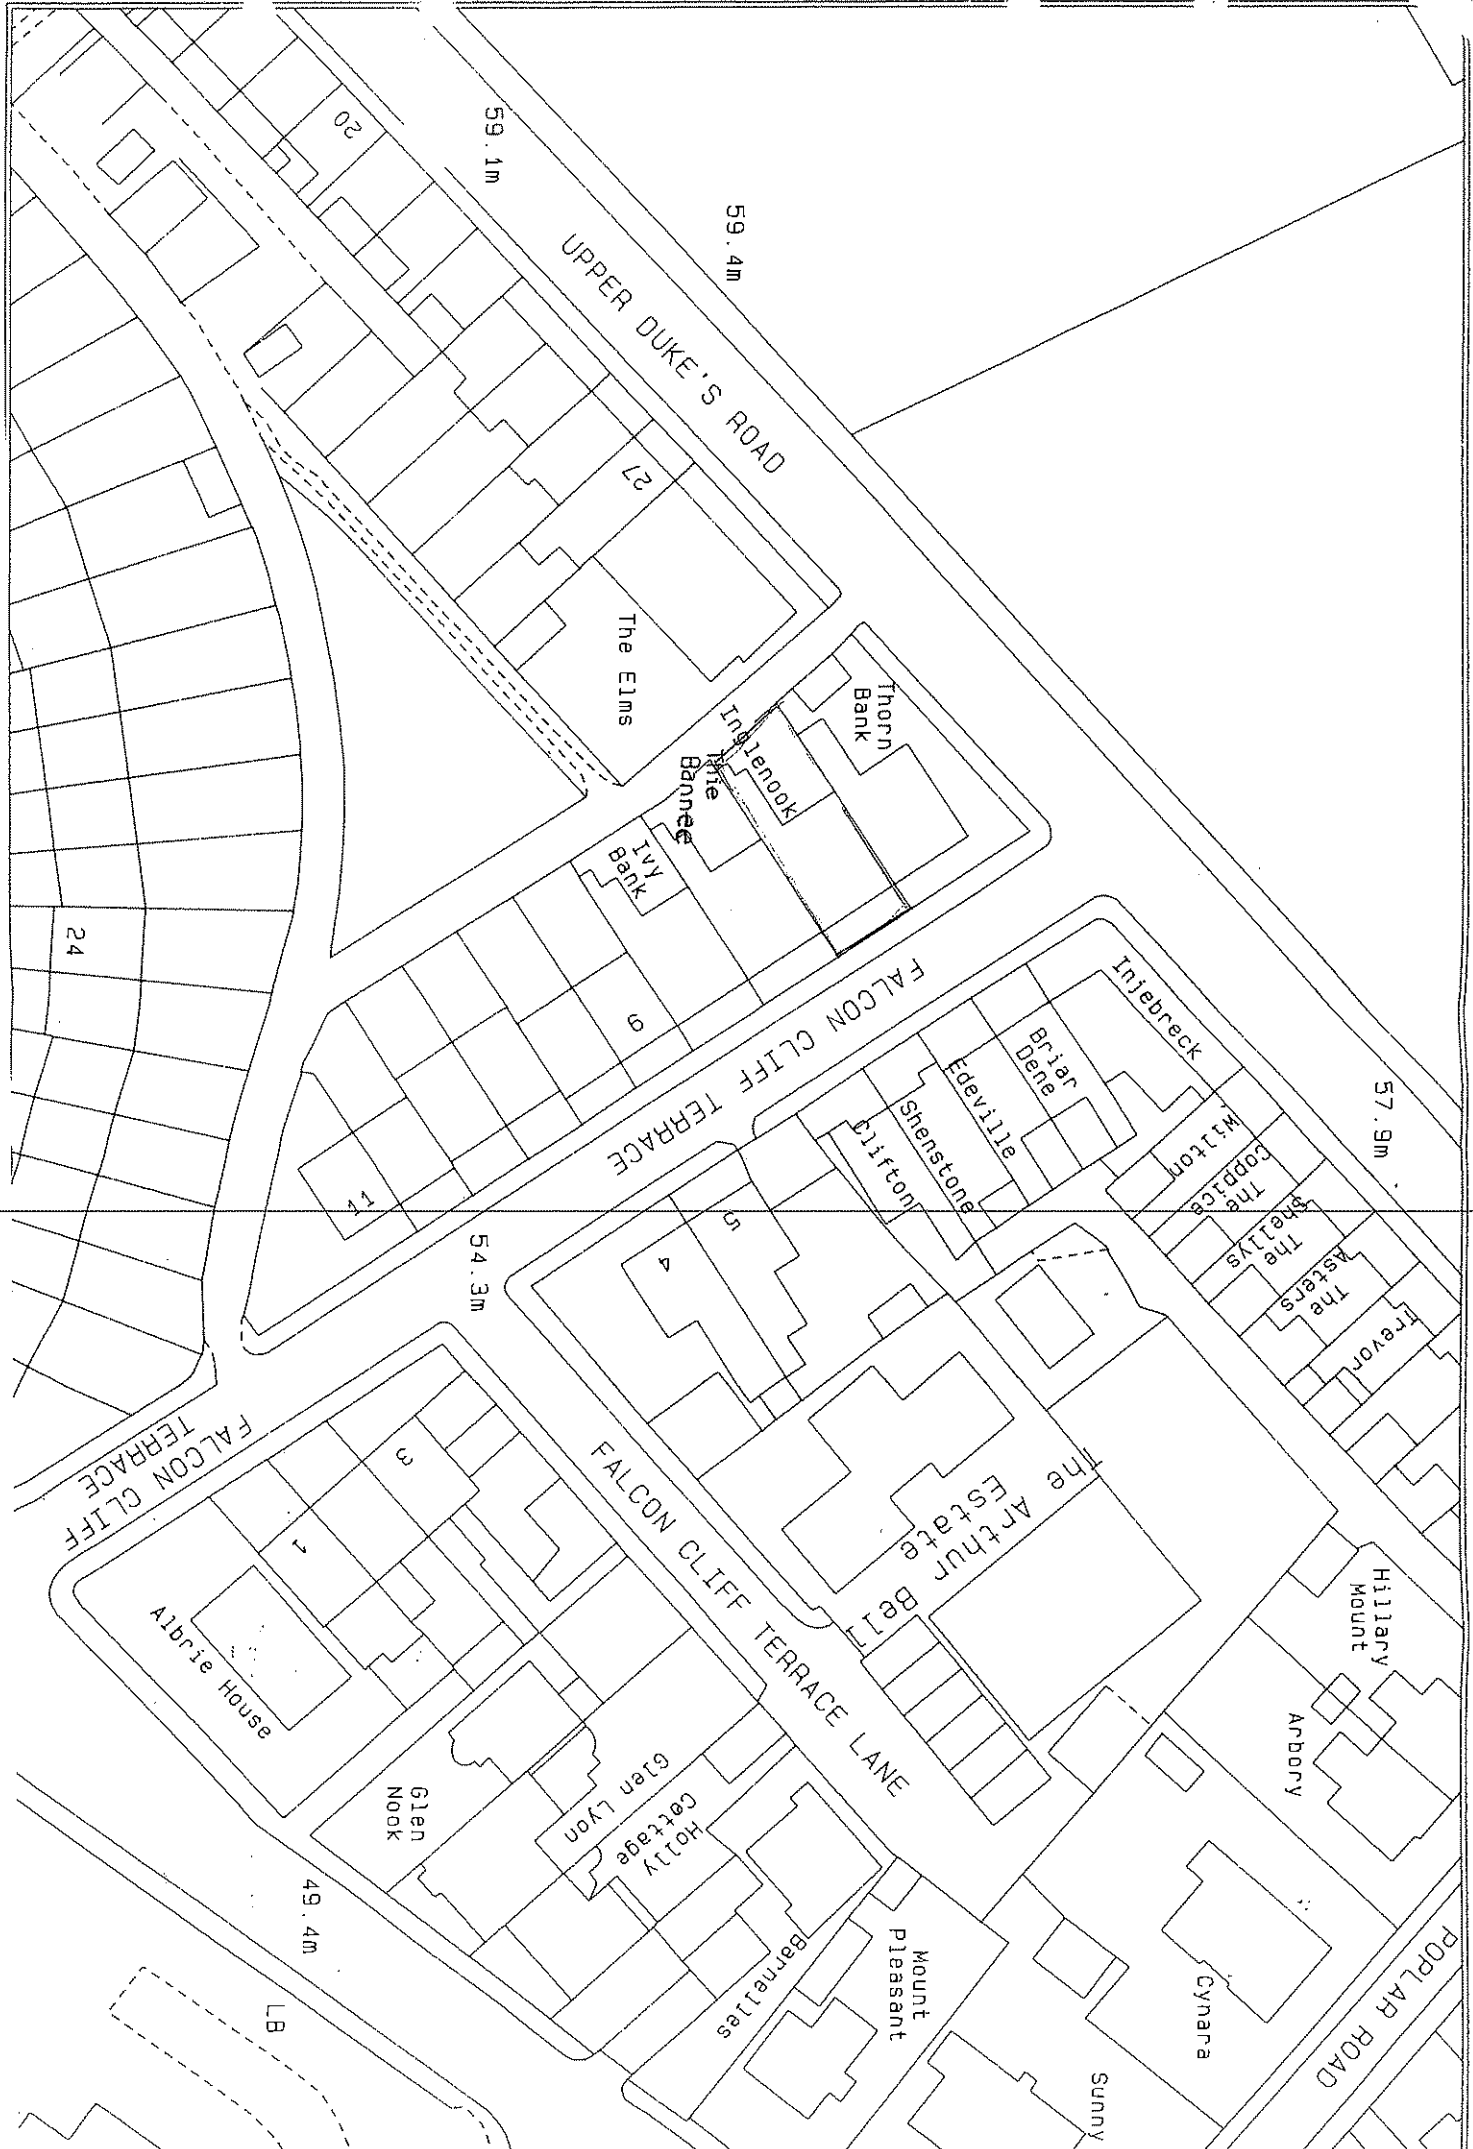 59.1m
59.4m
20
UPPER DUKE'S ROAD
27
The Elms
Thorn
Bank
Inglenook
Thie
Bannee
Ivy
Bank
9
11
24
FALCON CLIFF TERRACE
Injebreck
57.9m
Briar
Dene
Edeville
Shenstone
Clifton
Wilton
The
Coppice
The
Shellys
The
Asters
Trevor
5
4
54.3m
FALCON CLIFF
TERRACE
3
1
Albrie House
FALCON CLIFF TERRACE LANE
The Arthur Bell
Estate
Hillary
Mount
Arbory
Glen
Nook
Glen Lyon
Holly
Cottage
Barnelles
Mount
Pleasant
Cynara
POPLAR ROAD
Sunny
49.4m
LB